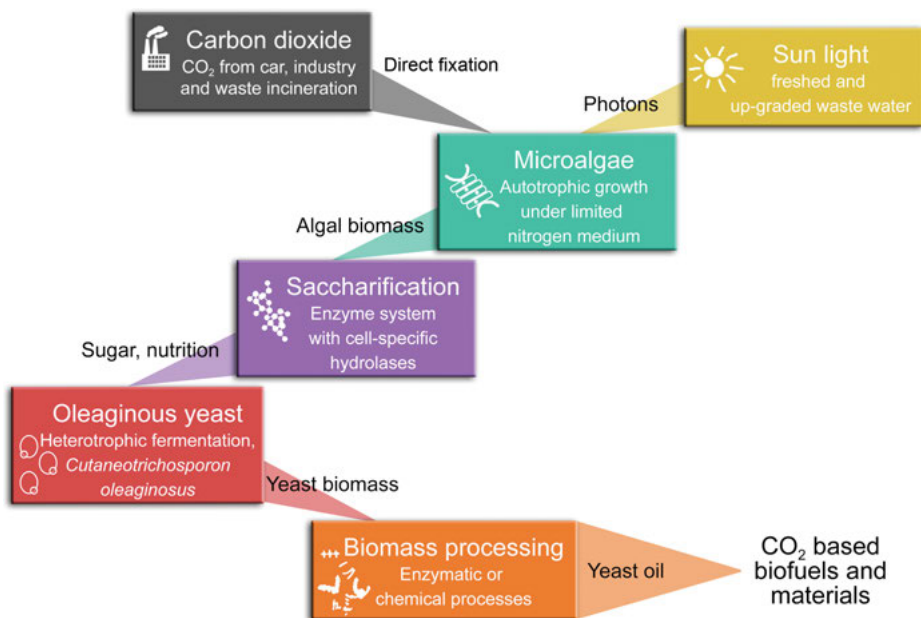 Carbon dioxide
CO₂ from car, industry
and waste incineration
Direct fixation
Sun light
freshed and
up-graded waste water
Photons
Microalgae
Autotrophic growth
under limited
nitrogen medium
Algal biomass
Saccharification
Enzyme system
with cell-specific
hydrolases
Sugar, nutrition
Oleaginous yeast
Heterotrophic fermentation,
Cutaneotrichosporon
oleaginosus
Yeast biomass
Biomass processing
Enzymatic or
chemical processes
Yeast oil
CO₂ based
biofuels and
materials